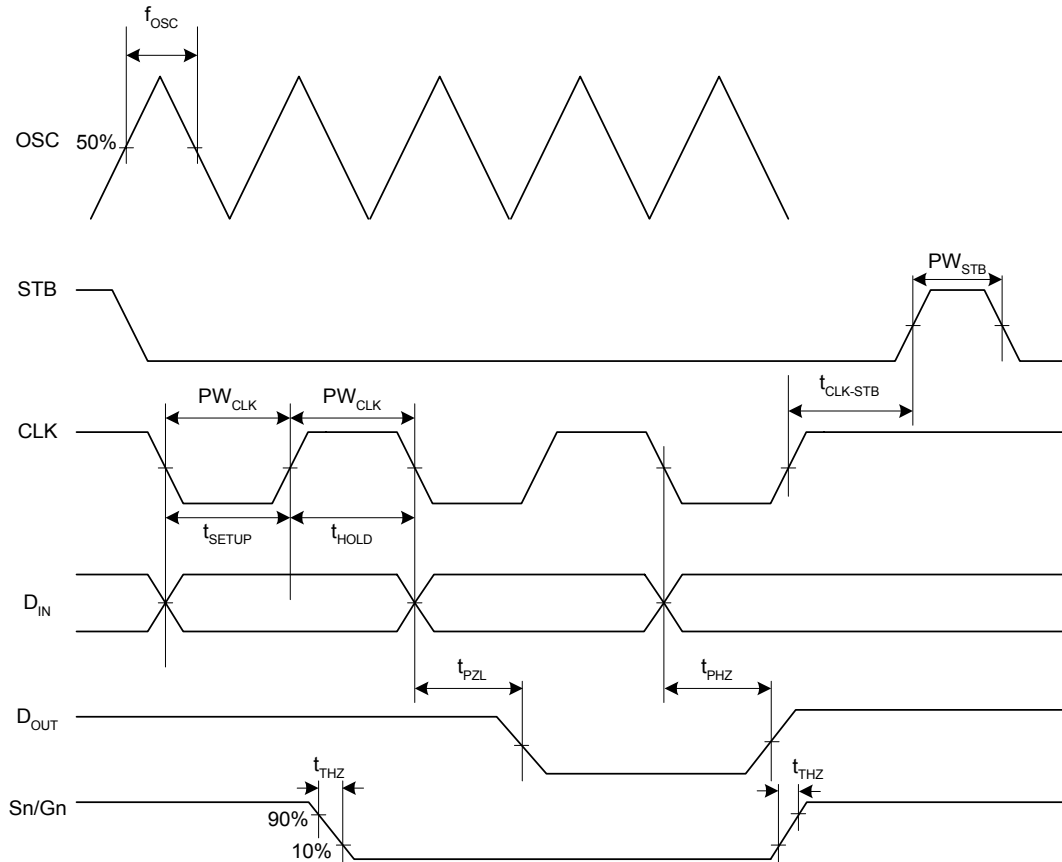 fOSC
OSC
50%
STB
PWSTB
tCLK-STB
CLK
PWCLK
PWCLK
tSETUP
tHOLD
DIN
tPZL
tPHZ
DOUT
tTHZ
tTHZ
Sn/Gn
90%
10%